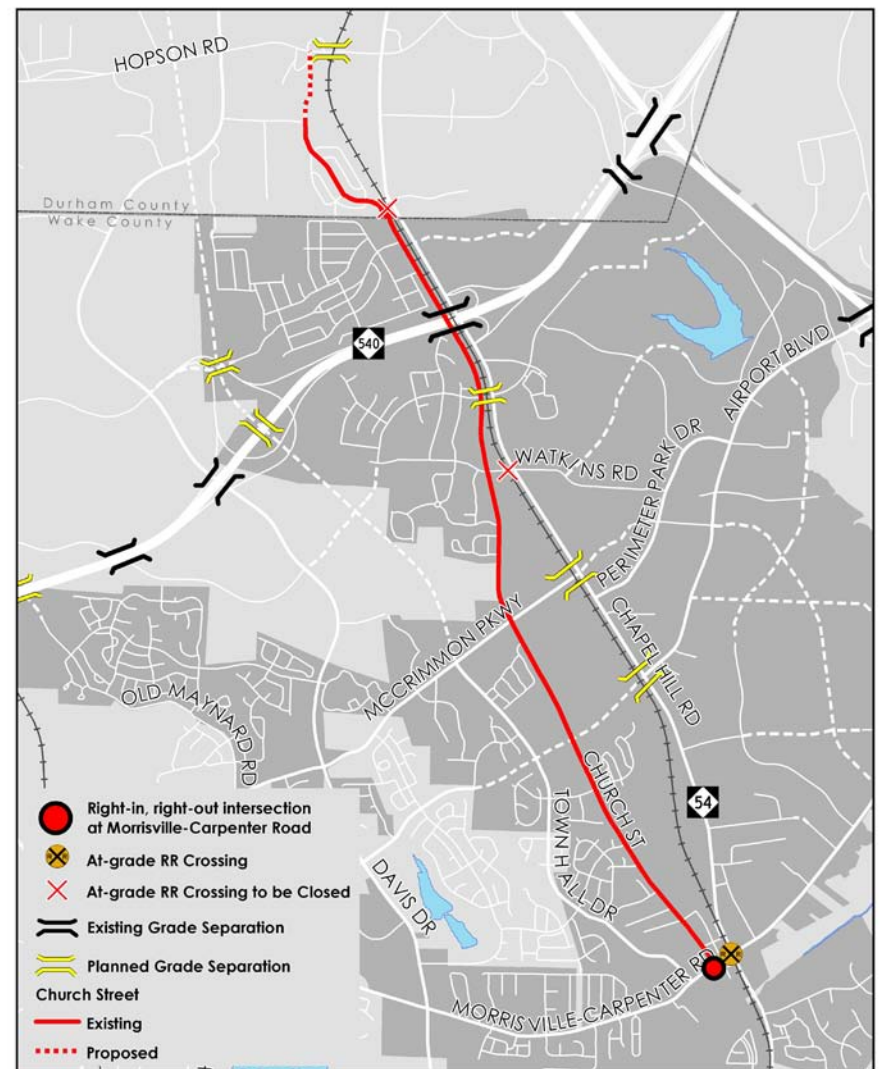 HOPSON RD
Durham County
Wake County
540
AIRPORT BLVD
WATKINS RD
PERIMETER PARK DR
CHAPEL HILL RD
MCCRIMMON PKWY
OLD MAYNARD RD
CHURCH ST
54
TOWNHALL DR
DAVIS DR
MORRISVILLE-CARPENTER RD
Right-in, right-out intersection
at Morrisville-Carpenter Road
At-grade RR Crossing
At-grade RR Crossing to be Closed
Existing Grade Separation
Planned Grade Separation
Church Street
Existing
Proposed